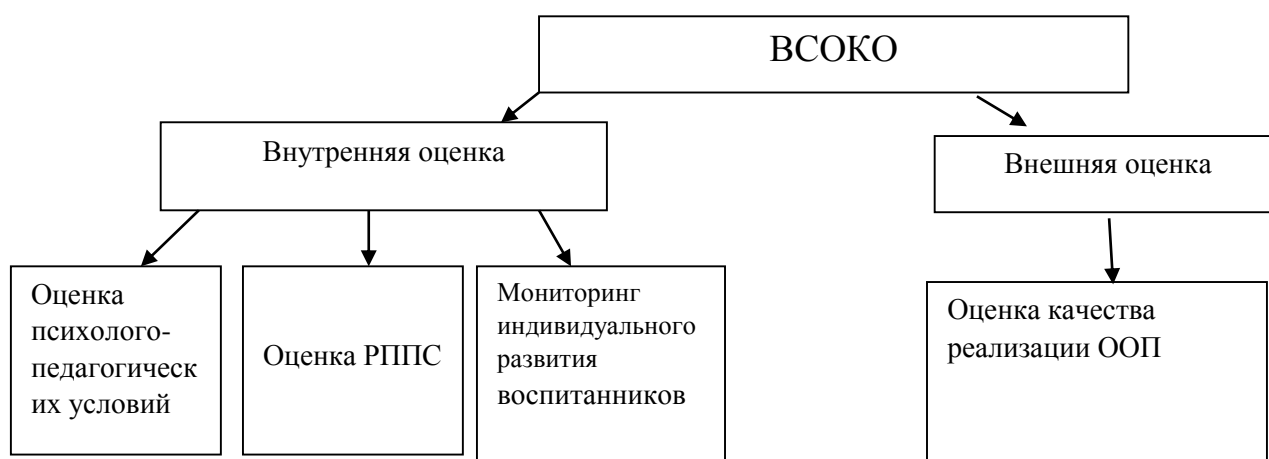 ВСОКО
Внутренняя оценка
Внешняя оценка
Оценка
психолого-
педагогическ
их условий
Оценка РППС
Мониторинг
индивидуального
развития
воспитанников
Оценка качества
реализации ООП